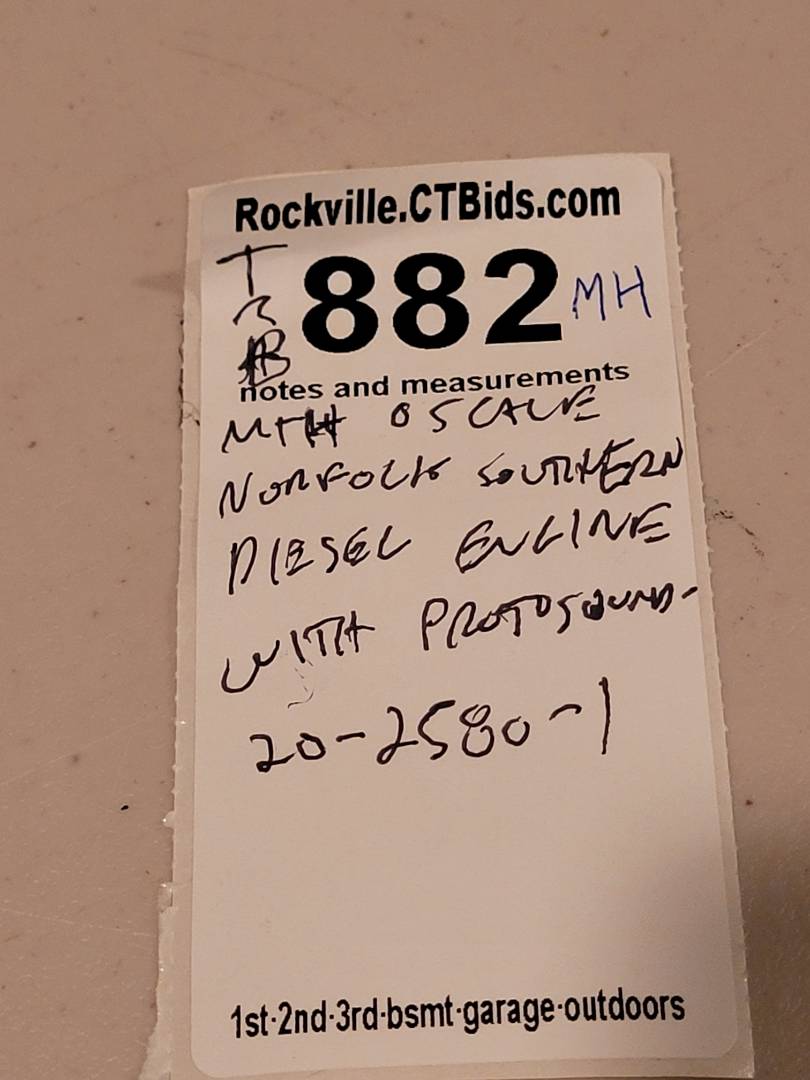 Rockville.CTBids.com
T
882 MH
B
notes and measurements
MTH O SCALE
NORFOLK SOUTHERN
DIESEL ENGINE
WITH PROTOSOUND-
20-2580-1
1st·2nd·3rd·bsmt·garage·outdoors